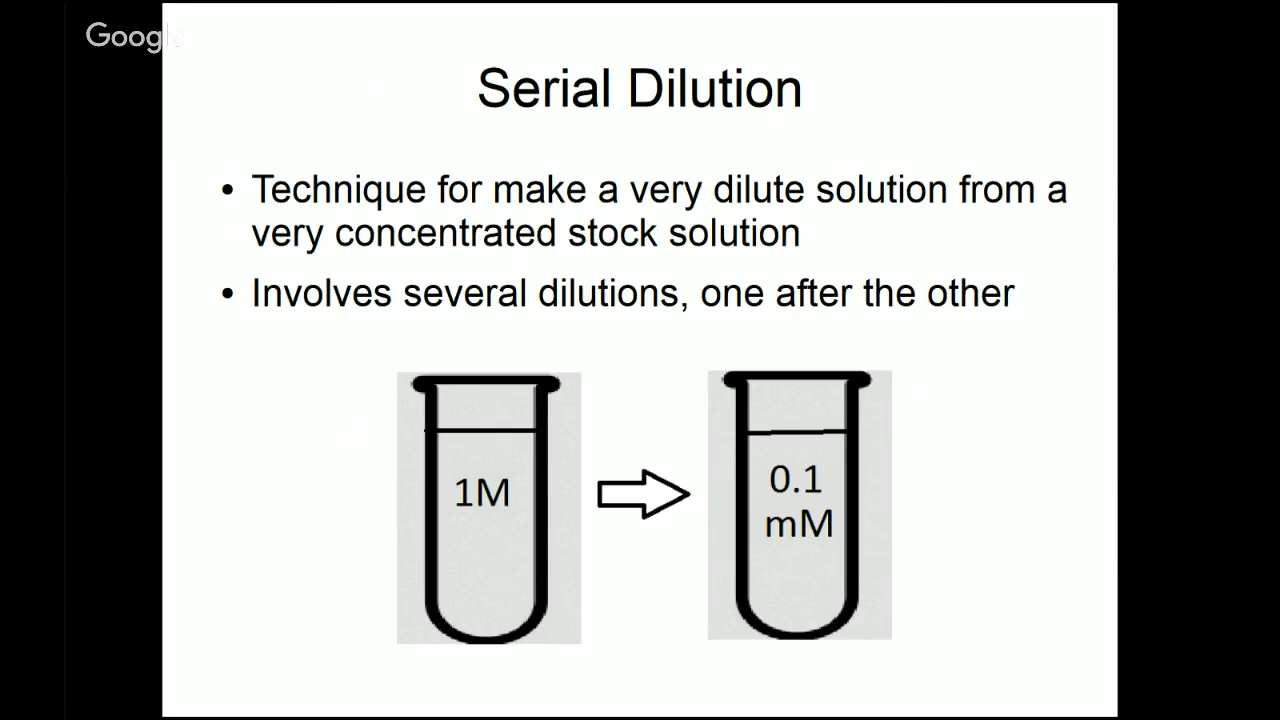 Google
Serial Dilution
• Technique for make a very dilute solution from a
very concentrated stock solution
• Involves several dilutions, one after the other
1M
0.1
mM